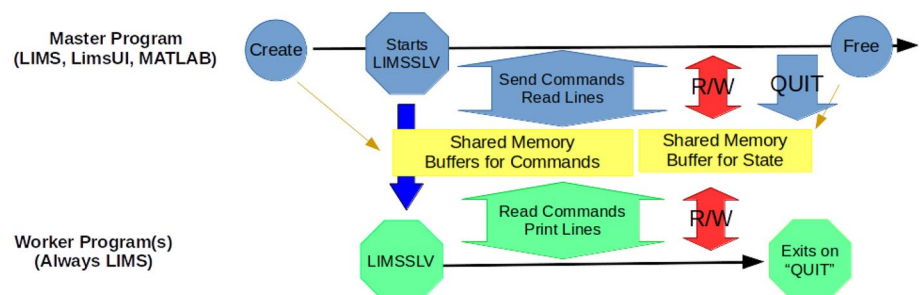 Master Program
(LIMS, LimsUI, MATLAB)
Create
Starts
LIMSSLV
Free
Send Commands
Read Lines
R/W
QUIT
Shared Memory
Buffers for Commands
Shared Memory
Buffer for State
Read Commands
Print Lines
R/W
Worker Program(s)
(Always LIMS)
LIMSSLV
Exits on
“QUIT”